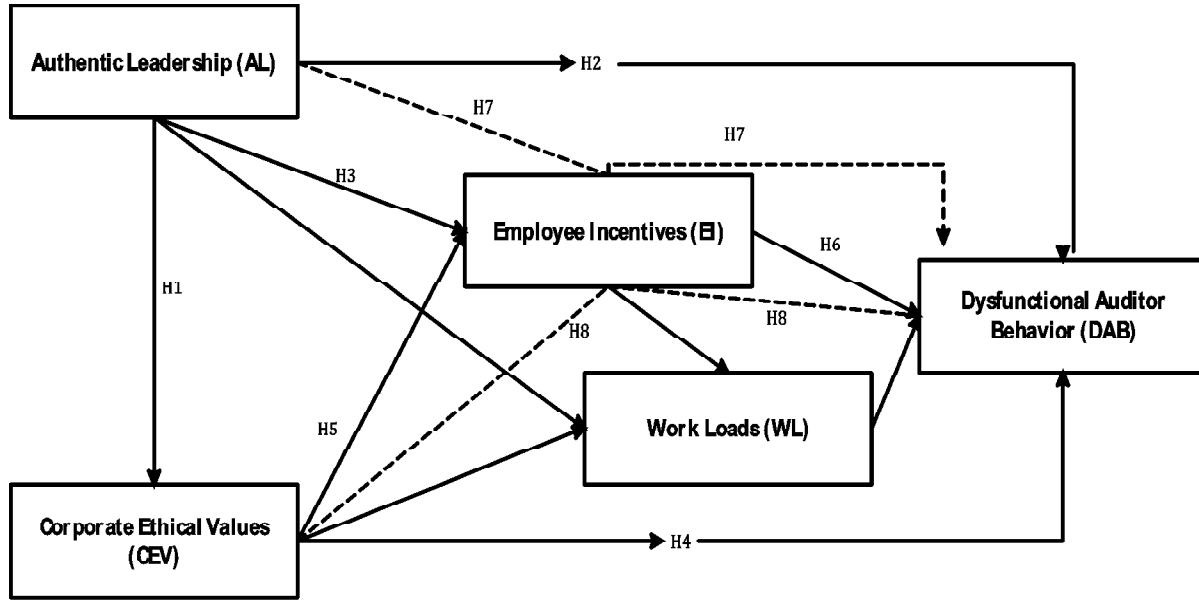 Authentic Leadership (AL)
H2
H7
H7
H3
Employee Incentives (EI)
H6
H1
Dysfunctional Auditor
Behavior (DAB)
H8
H8
H5
Work Loads (WL)
Corporate Ethical Values
(CEV)
H4